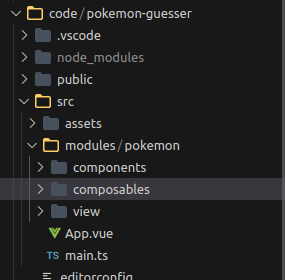 code/pokemon-guesser
.vscode
node_modules
public
src
assets
modules/pokemon
components
composables
view
App.vue
TS main.ts
.editorconfig